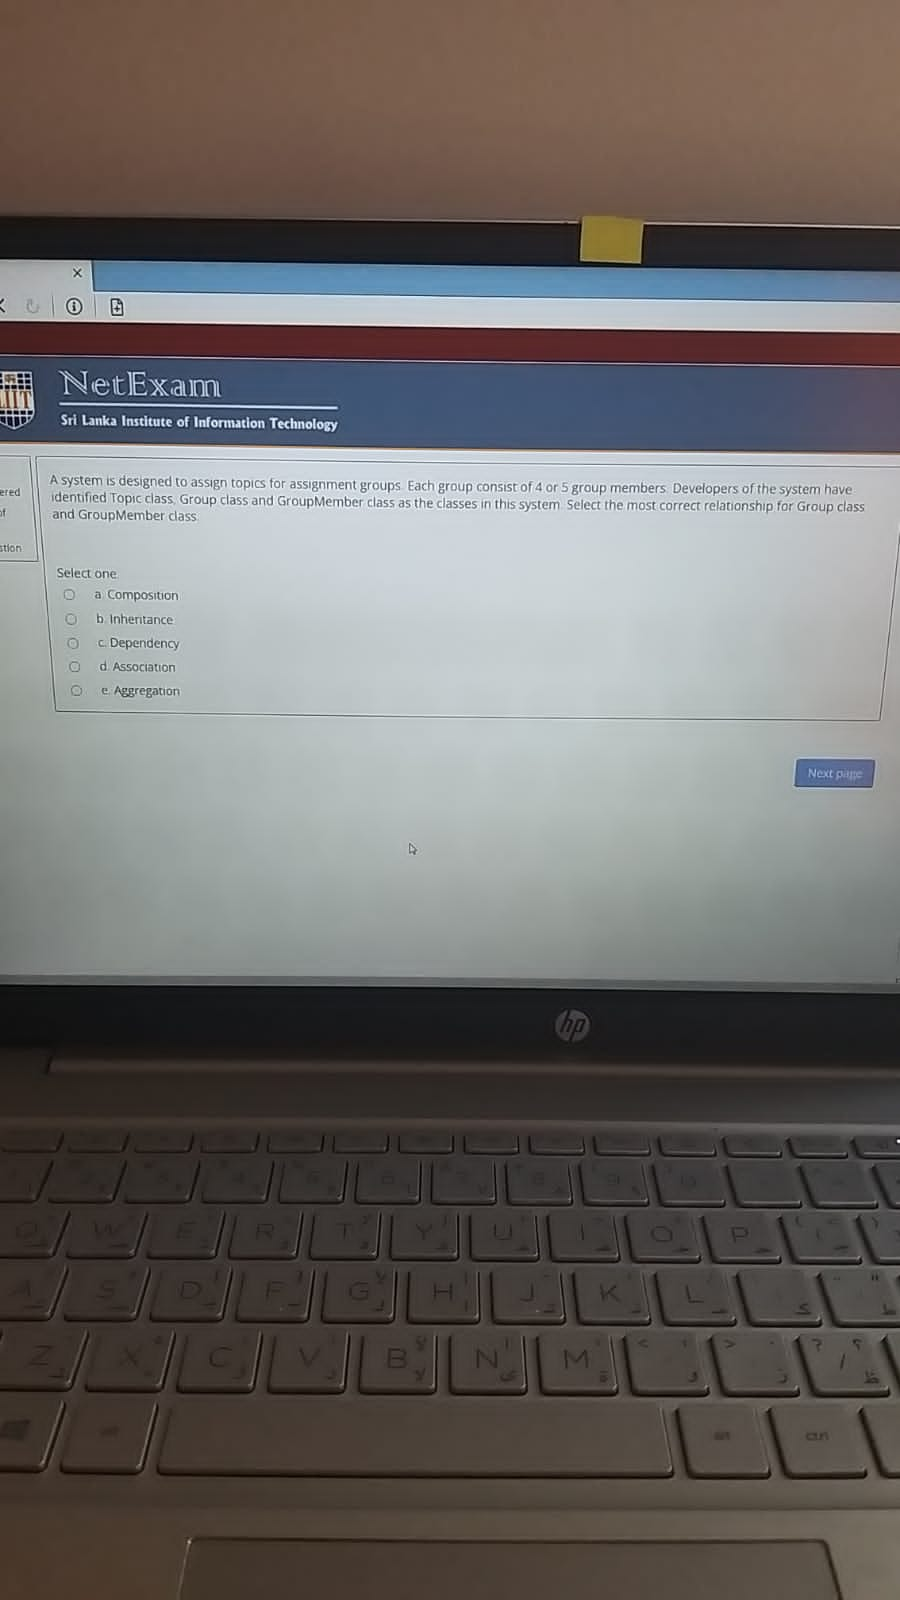 NetExam
Sri Lanka Institute of Information Technology
ered
of
stion
A system is designed to assign topics for assignment groups. Each group consist of 4 or 5 group members. Developers of the system have
identified Topic class, Group class and GroupMember class as the classes in this system. Select the most correct relationship for Group class
and GroupMember class.
Select one:
a. Composition
b. Inheritance
c. Dependency
d. Association
e. Aggregation
Next page
hp
Q W E R T Y U I O P
A S D F G H J K L
Z X C V B N M < > ? /
alt ctrl